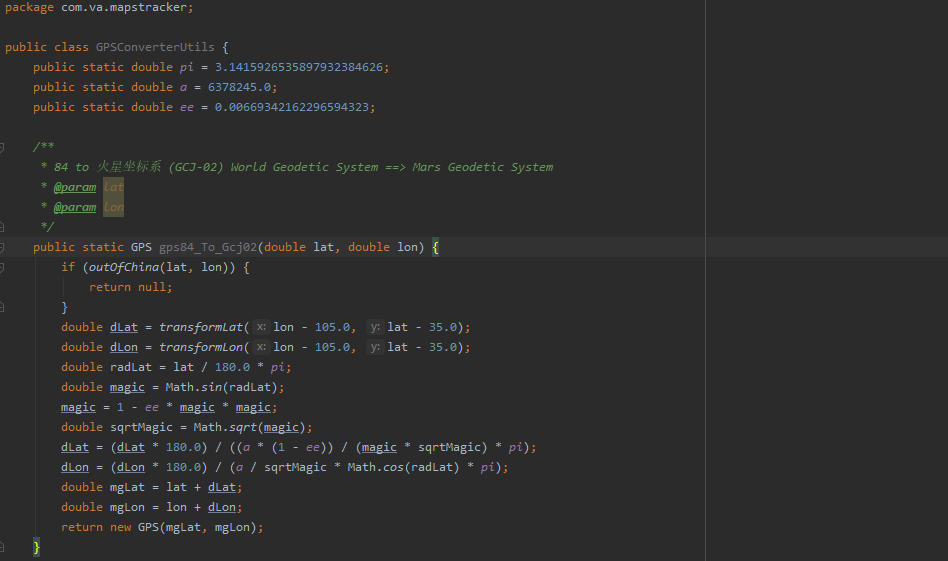 package com.va.mapstracker;
public class GPSConverterUtils {
public static double pi = 3.1415926535897932384626;
public static double a = 6378245.0;
public static double ee = 0.00669342162296594323;
/**
* 84 to 火星坐标系 (GCJ-02) World Geodetic System ==> Mars Geodetic System
* @param lat
* @param lon
*/
public static GPS gps84_To_Gcj02(double lat, double lon) {
if (outOfChina(lat, lon)) {
return null;
}
double dLat = transformLat( x: lon - 105.0, y: lat - 35.0);
double dLon = transformLon( x: lon - 105.0, y: lat - 35.0);
double radLat = lat / 180.0 * pi;
double magic = Math.sin(radLat);
magic = 1 - ee * magic * magic;
double sqrtMagic = Math.sqrt(magic);
dLat = (dLat * 180.0) / ((a * (1 - ee)) / (magic * sqrtMagic) * pi);
dLon = (dLon * 180.0) / (a / sqrtMagic * Math.cos(radLat) * pi);
double mgLat = lat + dLat;
double mgLon = lon + dLon;
return new GPS(mgLat, mgLon);
}